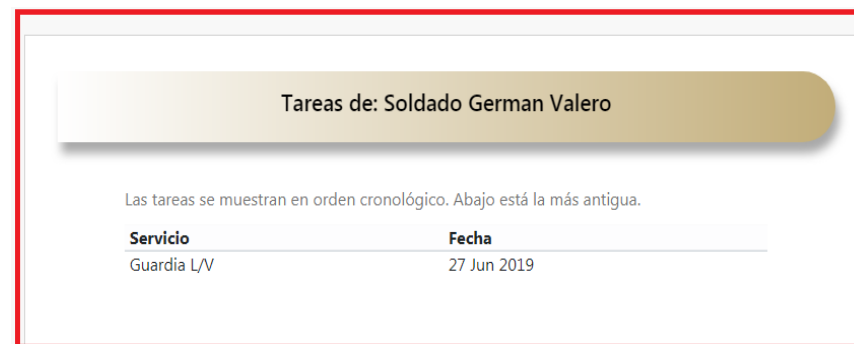 Tareas de: Soldado German Valero
Las tareas se muestran en orden cronológico. Abajo está la más antigua.
Servicio Fecha
Guardia L/V 27 Jun 2019